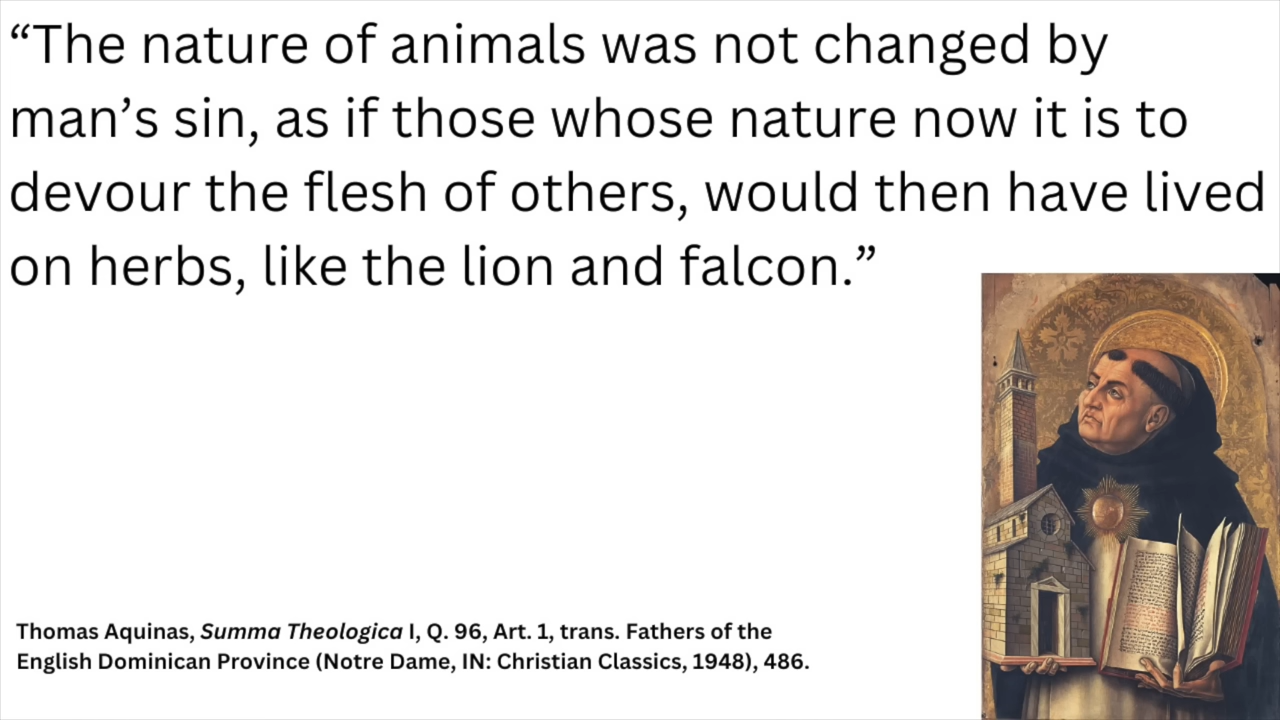 “The nature of animals was not changed by
man’s sin, as if those whose nature now it is to
devour the flesh of others, would then have lived
on herbs, like the lion and falcon.”
Thomas Aquinas, Summa Theologica I, Q. 96, Art. 1, trans. Fathers of the
English Dominican Province (Notre Dame, IN: Christian Classics, 1948), 486.